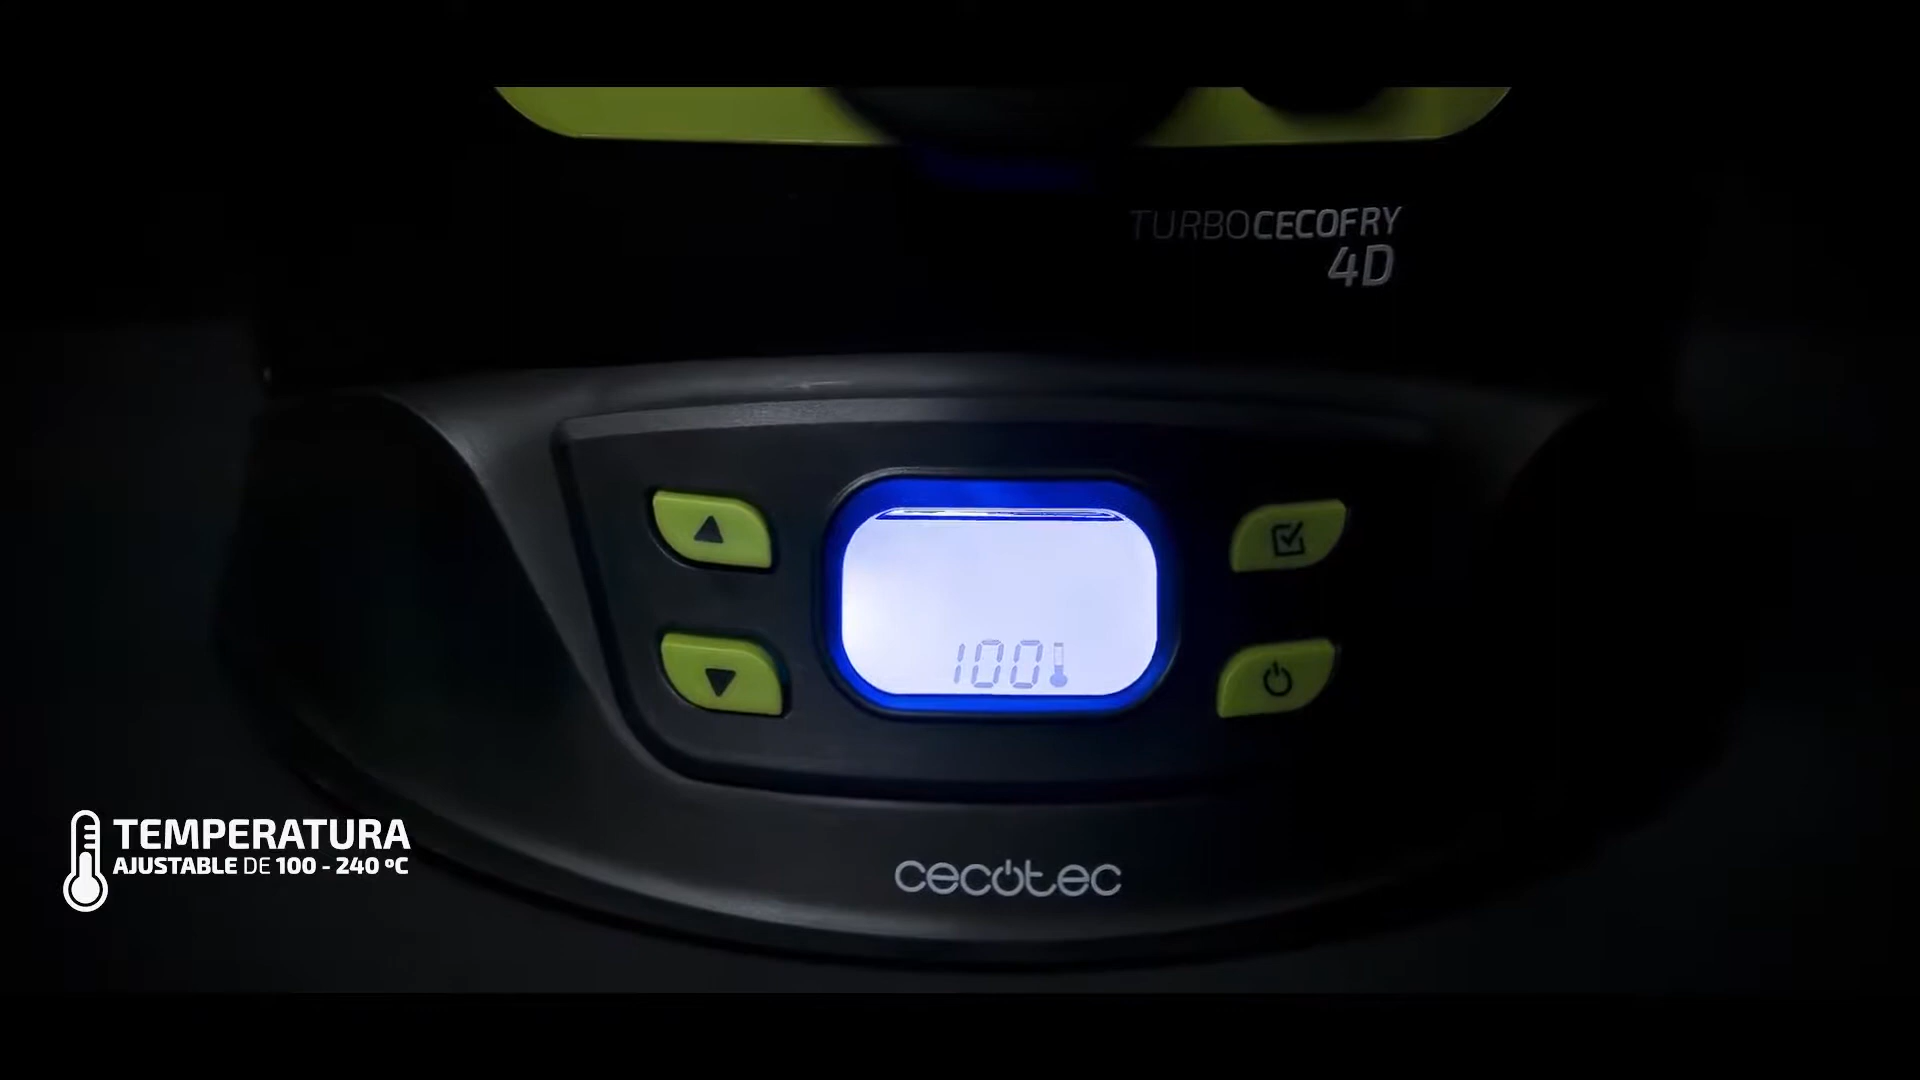 TURBOCECOFRY
4D
100
TEMPERATURA
AJUSTABLE DE 100 - 240 ºC
cecotec